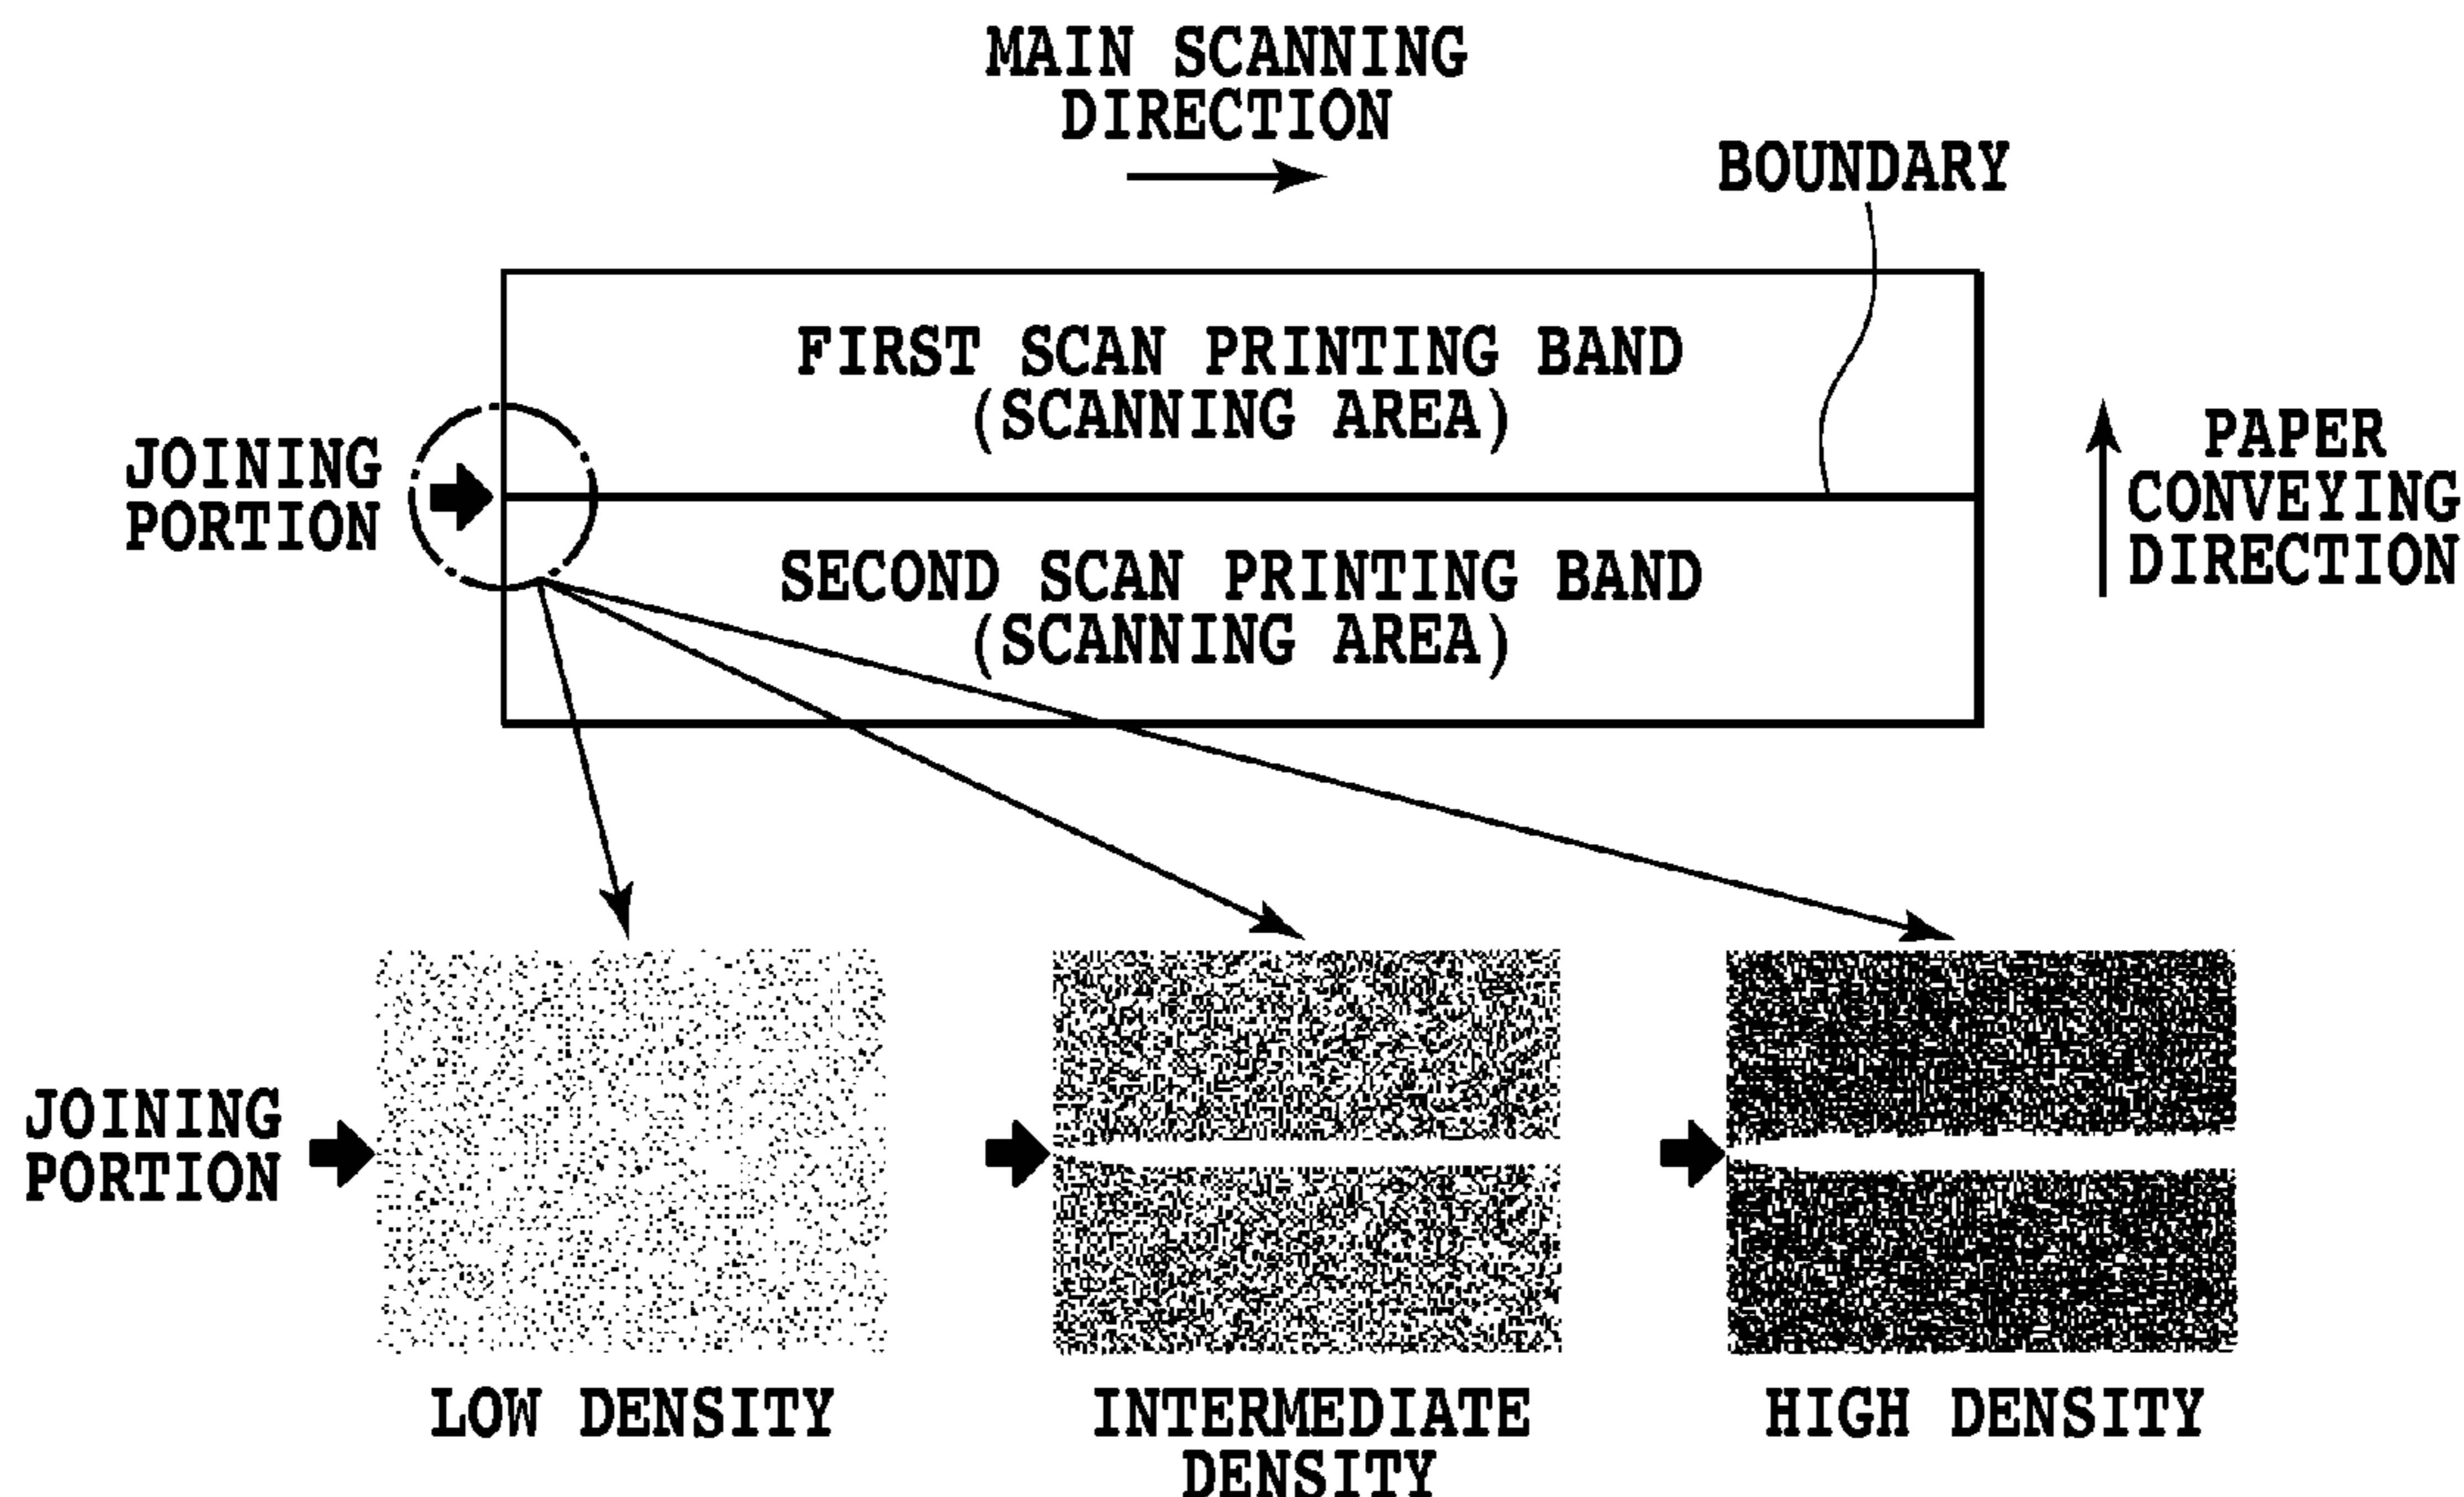 MAIN SCANNING
DIRECTION
BOUNDARY
FIRST SCAN PRINTING BAND
(SCANNING AREA)
JOINING
PORTION
PAPER
CONVEYING
DIRECTION
SECOND SCAN PRINTING BAND
(SCANNING AREA)
JOINING
PORTION
LOW DENSITY
INTERMEDIATE
DENSITY
HIGH DENSITY